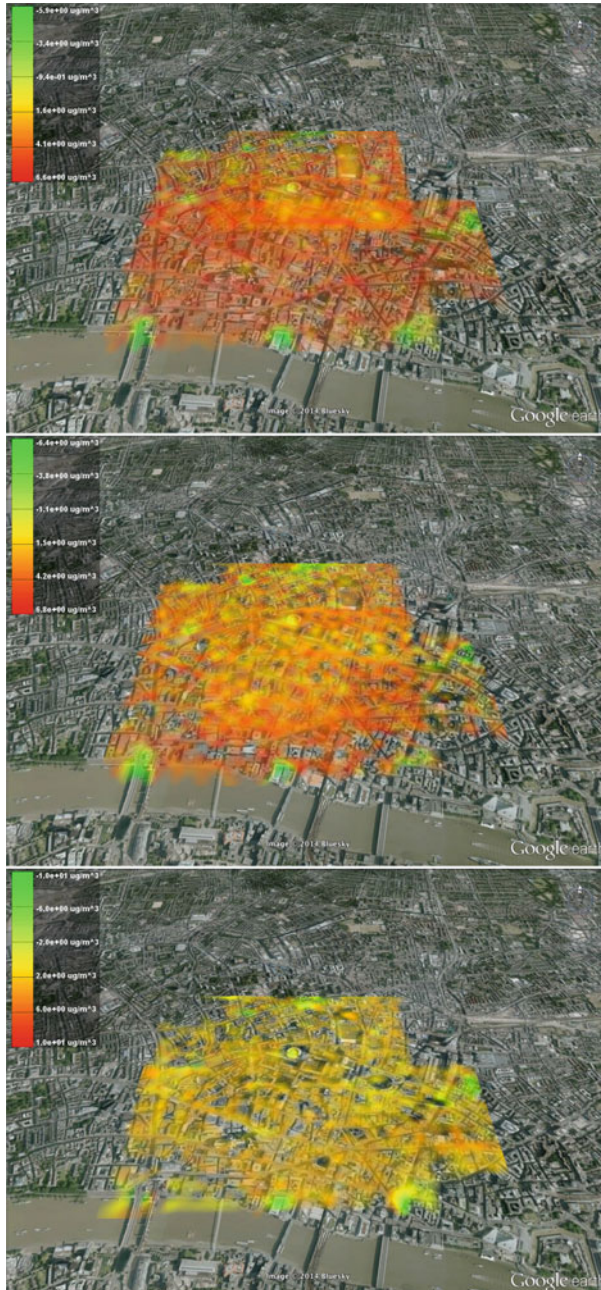 -5.9e+00 ug/m^3
-3.4e+00 ug/m^3
-9.4e-01 ug/m^3
1.6e+00 ug/m^3
4.1e+00 ug/m^3
6.6e+00 ug/m^3
Image © 2014 Bluesky
Google earth
-6.4e+00 ug/m^3
-3.8e+00 ug/m^3
-1.1e+00 ug/m^3
1.5e+00 ug/m^3
4.2e+00 ug/m^3
6.8e+00 ug/m^3
Image © 2014 Bluesky
Google earth
-1.0e+01 ug/m^3
-6.0e+00 ug/m^3
-2.0e+00 ug/m^3
2.0e+00 ug/m^3
6.0e+00 ug/m^3
1.0e+01 ug/m^3
Image © 2014 Bluesky
Google earth